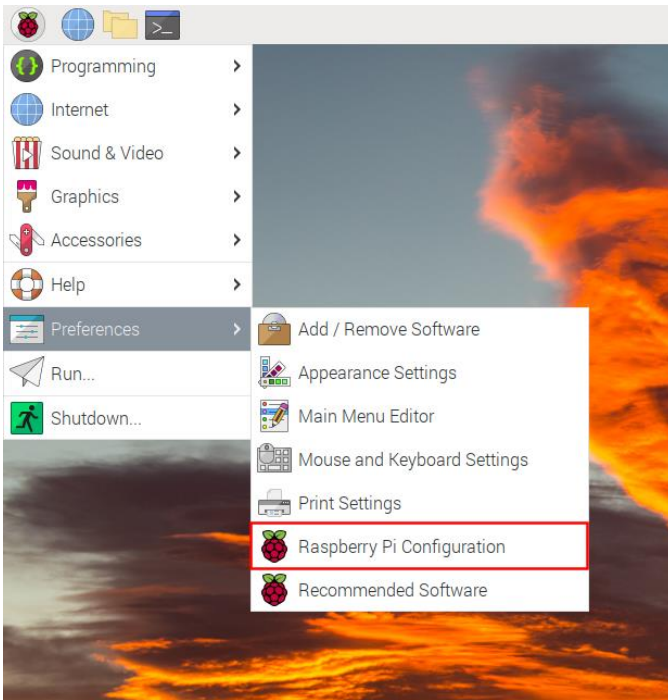 >_
Programming
Internet
Sound & Video
Graphics
Accessories
Help
Preferences
Run...
Shutdown...
Add / Remove Software
Appearance Settings
Main Menu Editor
Mouse and Keyboard Settings
Print Settings
Raspberry Pi Configuration
Recommended Software